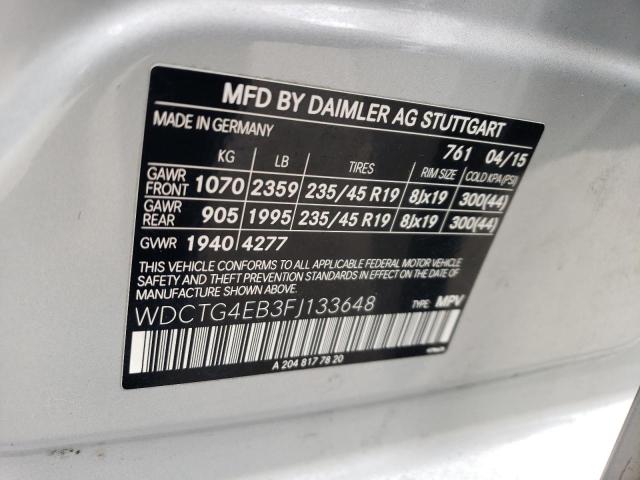 MFD BY DAIMLER AG STUTTGART
MADE IN GERMANY 761 04/15
KG LB TIRES RIM SIZE COLD KPA(PSI)
GAWR FRONT 1070 2359 235/45 R19 8Jx19 300(44)
GAWR REAR 905 1995 235/45 R19 8Jx19 300(44)
GVWR 1940 4277
THIS VEHICLE CONFORMS TO ALL APPLICABLE FEDERAL MOTOR VEHICLE
SAFETY AND THEFT PREVENTION STANDARDS IN EFFECT ON THE DATE
OF MANUFACTURE SHOWN ABOVE.
WDCTG4EB3FJ133648 TYPE: MPV
A 204 817 78 20